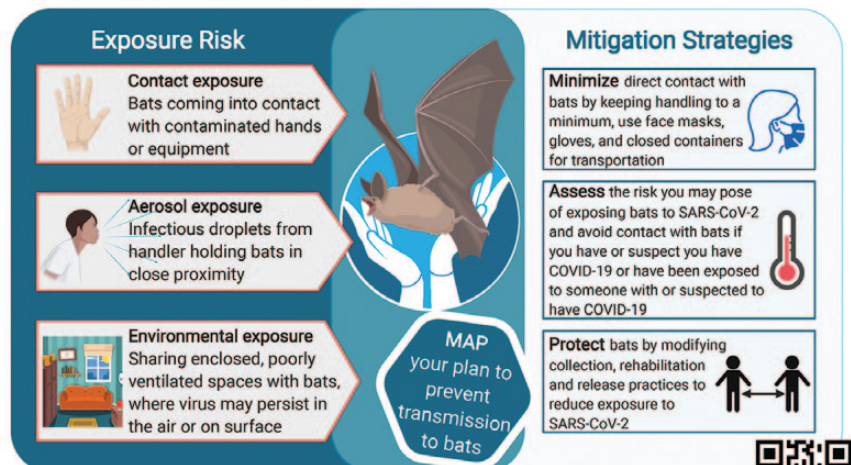 Exposure Risk
Contact exposure
Bats coming into contact
with contaminated hands
or equipment
Aerosol exposure
Infectious droplets from
handler holding bats in
close proximity
Environmental exposure
Sharing enclosed, poorly
ventilated spaces with bats,
where virus may persist in
the air or on surface
MAP
your plan to
prevent
transmission
to bats
Mitigation Strategies
Minimize direct contact with
bats by keeping handling to a
minimum, use face masks,
gloves, and closed containers
for transportation
Assess the risk you may pose
of exposing bats to SARS-CoV-2
and avoid contact with bats if
you have or suspect you have
COVID-19 or have been exposed
to someone with or suspected to
have COVID-19
Protect bats by modifying
collection, rehabilitation
and release practices to
reduce exposure to
SARS-CoV-2